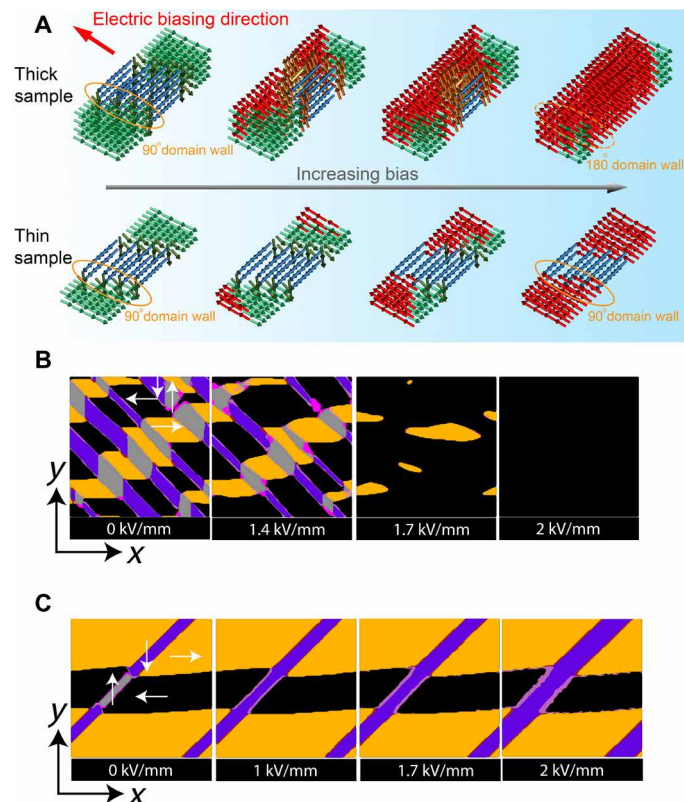 A
Electric biasing direction
Thick
sample
90° domain wall
180° domain wall
Increasing bias
Thin
sample
90° domain wall
90° domain wall
B
y
x
0 kV/mm
1.4 kV/mm
1.7 kV/mm
2 kV/mm
C
y
x
0 kV/mm
1 kV/mm
1.7 kV/mm
2 kV/mm